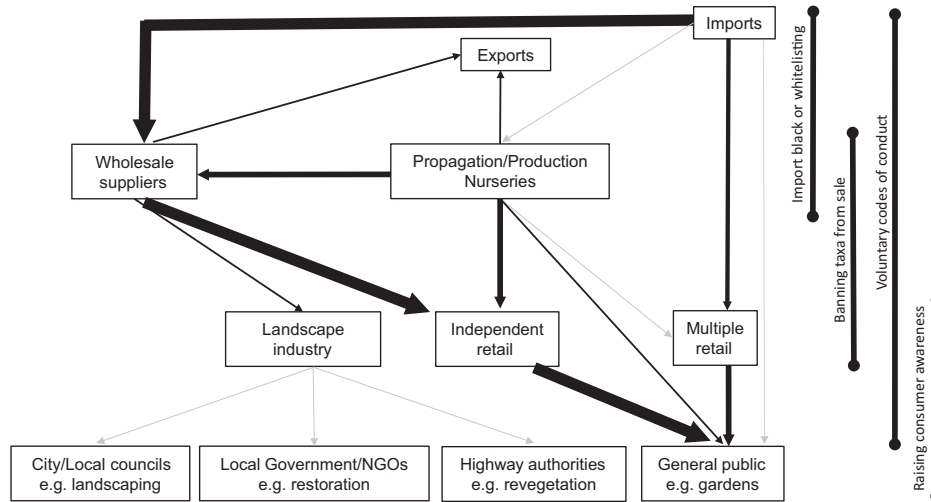 Imports
Exports
Wholesale
suppliers
Propagation/Production
Nurseries
Landscape
industry
Independent
retail
Multiple
retail
City/Local councils
e.g. landscaping
Local Government/NGOs
e.g. restoration
Highway authorities
e.g. revegetation
General public
e.g. gardens
Import black or whitelisting
Banning taxa from sale
Voluntary codes of conduct
Raising consumer awareness